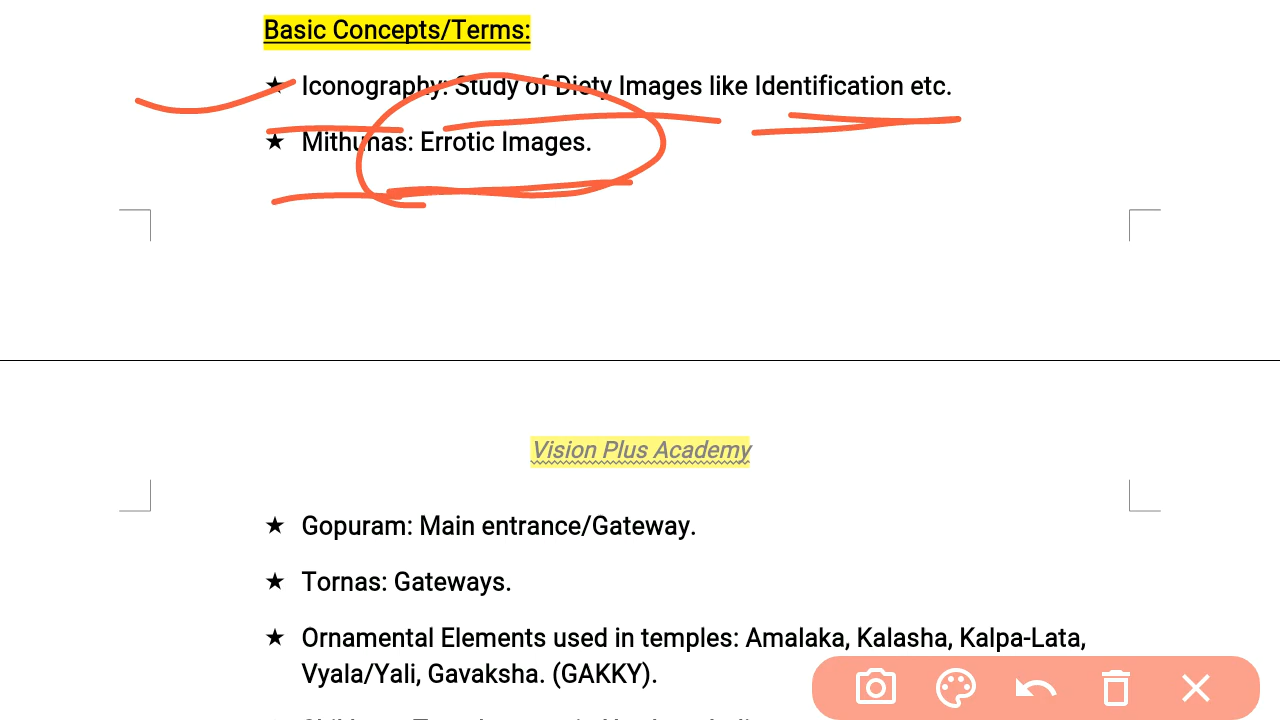 Basic Concepts/Terms:
★ Iconography: Study of Diety Images like Identification etc.
★ Mithunas: Errotic Images.
Vision Plus Academy
★ Gopuram: Main entrance/Gateway.
★ Tornas: Gateways.
★ Ornamental Elements used in temples: Amalaka, Kalasha, Kalpa-Lata,
Vyala/Yali, Gavaksha. (GAKKY).